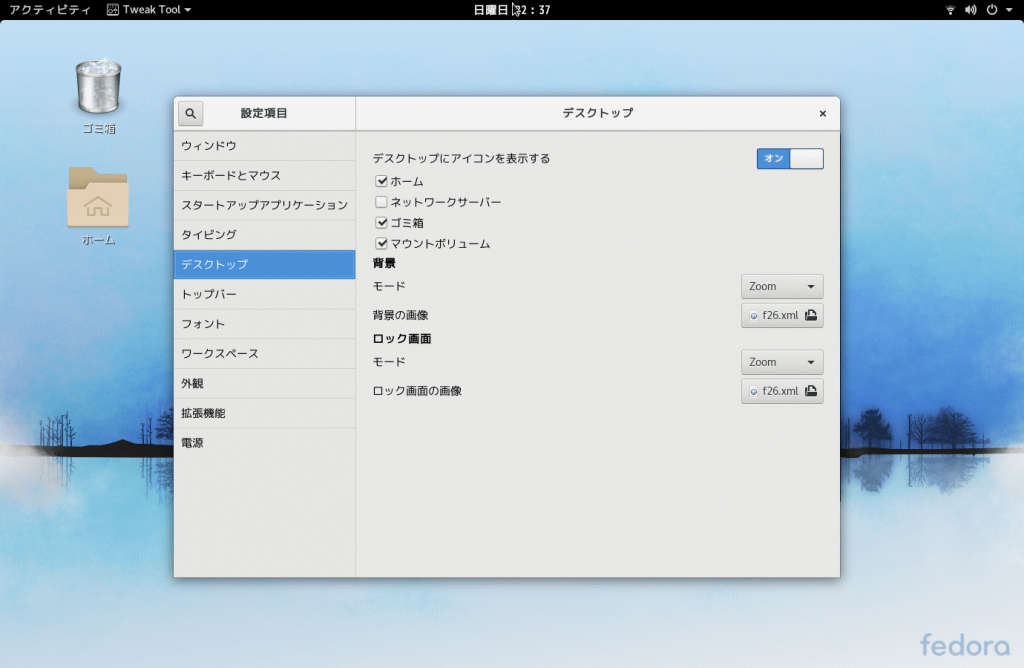 アクティビティ
Tweak Tool
日曜日 22 : 37
ゴミ箱
ホーム
設定項目
デスクトップ
ウィンドウ
キーボードとマウス
スタートアップアプリケーション
タイピング
デスクトップ
トップバー
フォント
ワークスペース
外観
拡張機能
電源
デスクトップにアイコンを表示する
オン
ホーム
ネットワークサーバー
ゴミ箱
マウントボリューム
背景
モード
Zoom
背景の画像
f26.xml
ロック画面
モード
Zoom
ロック画面の画像
f26.xml
fedora